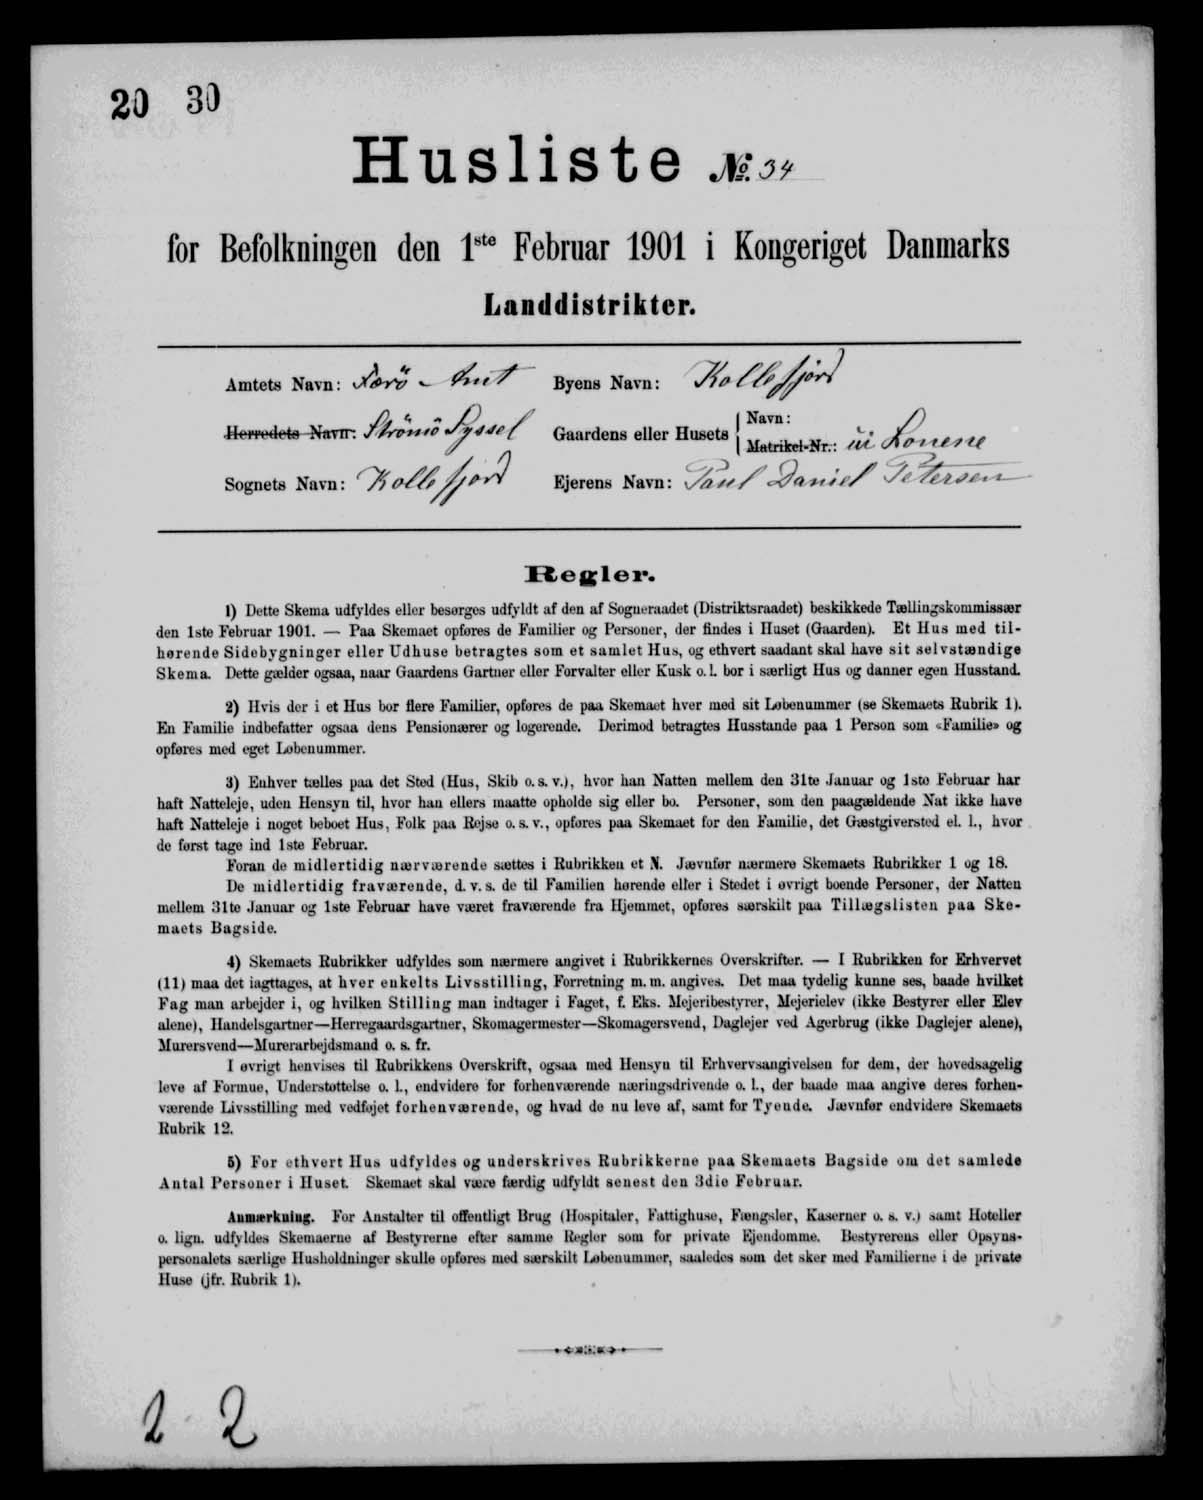 20 30
Husliste № 34
for Befolkningen den 1ste Februar 1901 i Kongeriget Danmarks
Landdistrikter.
Amtets Navn: Færö Amt Byens Navn: Kollefjord
Herredets Navn: Strömö Syssel Gaardens eller Husets Navn: Matrikel-Nr.: úi Lonene
Sognets Navn: Kollefjord Ejerens Navn: Paul Daniel Petersen
Regler.
1) Dette Skema udfyldes eller besørges udfyldt af den af Sogneraadet (Distriktsraadet) beskikkede Tællingskommissær
den 1ste Februar 1901. — Paa Skemaet opføres de Familier og Personer, der findes i Huset (Gaarden). Et Hus med til-
hørende Sidebygninger eller Udhuse betragtes som et samlet Hus, og ethvert saadant skal have sit selvstændige
Skema. Dette gælder ogsaa, naar Gaardens Gartner eller Forvalter eller Kusk o. l. bor i særligt Hus og danner egen Husstand.
2) Hvis der i et Hus bor flere Familier, opføres de paa Skemaet hver med sit Løbenummer (se Skemaets Rubrik 1).
En Familie indbefatter ogsaa dens Pensionærer og logerende. Derimod betragtes Husstande paa 1 Person som «Familie» og
opføres med eget Løbenummer.
3) Enhver tælles paa det Sted (Hus, Skib o. s. v.), hvor han Natten mellem den 31te Januar og 1ste Februar har
haft Natteleje, uden Hensyn til, hvor han ellers maatte opholde sig eller bo. Personer, som den paagældende Nat ikke have
haft Natteleje i noget beboet Hus, Folk paa Rejse o. s. v., opføres paa Skemaet for den Familie, det Gæstgiversted el. l., hvor
de først tage ind 1ste Februar.
Foran de midlertidig nærværende sættes i Rubrikken et N. Jævnfør nærmere Skemaets Rubrikker 1 og 18.
De midlertidig fraværende, d. v. s. de til Familien hørende eller i Stedet i øvrigt boende Personer, der Natten
mellem 31te Januar og 1ste Februar have været fraværende fra Hjemmet, opføres særskilt paa Tillægslisten paa Ske-
maets Bagside.
4) Skemaets Rubrikker udfyldes som nærmere angivet i Rubrikkernes Overskrifter. — I Rubrikken for Erhvervet
(11) maa det iagttages, at hver enkelts Livsstilling, Forretning m. m. angives. Det maa tydelig kunne ses, baade hvilket
Fag man arbejder i, og hvilken Stilling man indtager i Faget, f. Eks. Mejeribestyrer, Mejerielev (ikke Bestyrer eller Elev
alene), Handelsgartner—Herregaardsgartner, Skomagermester—Skomagersvend, Daglejer ved Agerbrug (ikke Daglejer alene),
Murersvend—Murerarbejdsmand o. s. fr.
I øvrigt henvises til Rubrikkens Overskrift, ogsaa med Hensyn til Erhvervsangivelsen for dem, der hovedsagelig
leve af Formue, Understøttelse o. l., endvidere for forhenværende næringsdrivende o. l., der baade maa angive deres forhen-
værende Livsstilling med vedføjet forhenværende, og hvad de nu leve af, samt for Tyende. Jævnfør endvidere Skemaets
Rubrik 12.
5) For ethvert Hus udfyldes og underskrives Rubrikkerne paa Skemaets Bagside om det samlede
Antal Personer i Huset. Skemaet skal være færdig udfyldt senest den 3die Februar.
Anmærkning. For Anstalter til offentligt Brug (Hospitaler, Fattighuse, Fængsler, Kaserner o. s. v.) samt Hoteller
o. lign. udfyldes Skemaerne af Bestyrerne efter samme Regler som for private Ejendomme. Bestyrerens eller Opsyns-
personalets særlige Husholdninger skulle opføres med særskilt Løbenummer, saaledes som det sker med Familierne i de private
Huse (jfr. Rubrik 1).
2 2